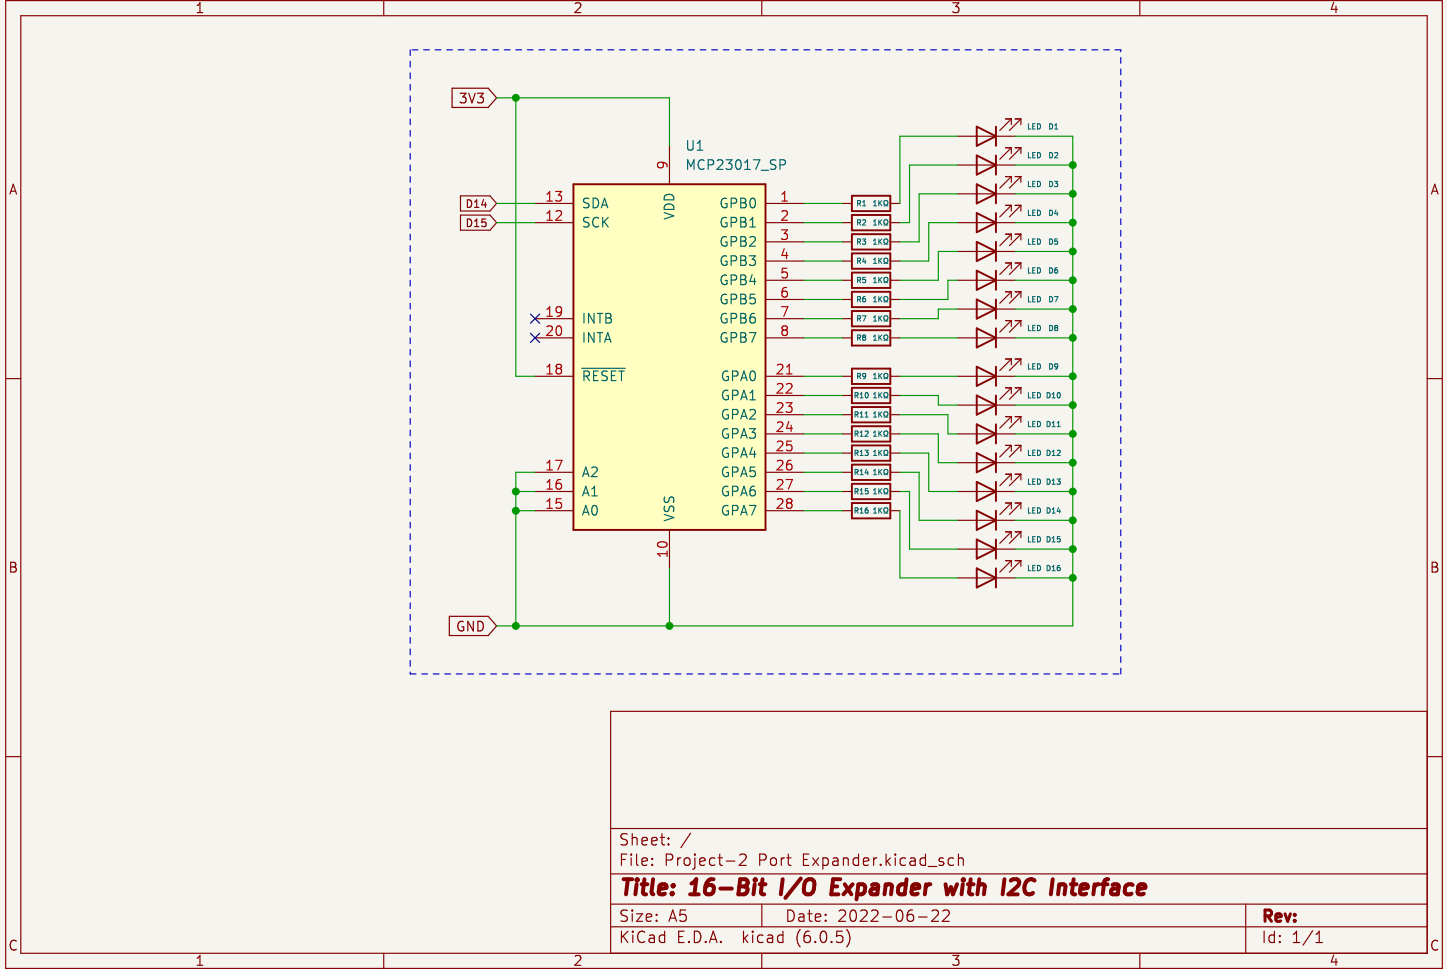 1 2 3 4
3V3
LED D1
U1
LED D2
MCP23017_SP
9
LED D3
A A
D14 13 SDA VDD GPB0 1 R1 1KΩ
LED D4
D15 12 SCK GPB1 2 R2 1KΩ
GPB2 3 R3 1KΩ
LED D5
GPB3 4 R4 1KΩ
LED D6
GPB4 5 R5 1KΩ
GPB5 6 R6 1KΩ
LED D7
19 INTB GPB6 7 R7 1KΩ
LED D8
20 INTA GPB7 8 R8 1KΩ
LED D9
18 RESET GPA0 21 R9 1KΩ
GPA1 22 R10 1KΩ
LED D10
GPA2 23 R11 1KΩ
LED D11
GPA3 24 R12 1KΩ
GPA4 25 R13 1KΩ
LED D12
17 A2 GPA5 26 R14 1KΩ
LED D13
16 A1 GPA6 27 R15 1KΩ
15 A0 VSS GPA7 28 R16 1KΩ
LED D14
LED D15
10
B B
LED D16
GND
Sheet: /
File: Project-2 Port Expander.kicad_sch
Title: 16-Bit I/O Expander with I2C Interface
Size: A5 Date: 2022-06-22 Rev:
KiCad E.D.A. kicad (6.0.5) Id: 1/1
C C
1 2 3 4